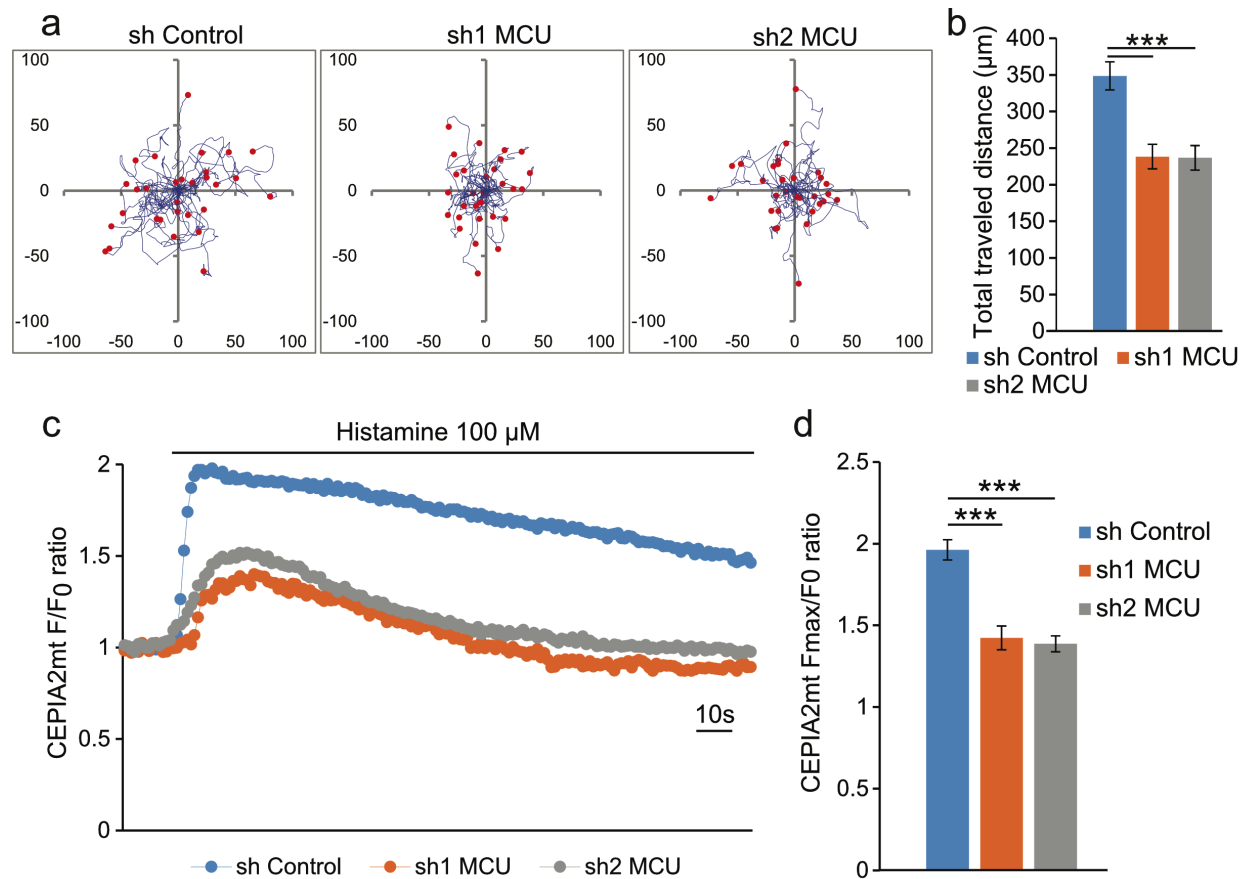 a
sh Control
sh1 MCU
sh2 MCU
100
50
0
-50
-100
-100 -50 0 50 100
100
50
0
-50
-100
-100 -50 0 50 100
100
50
0
-50
-100
-100 -50 0 50 100
b
Total traveled distance (µm)
400
350
300
250
200
150
100
50
0
***
sh Control
sh1 MCU
sh2 MCU
c
Histamine 100 µM
CEPIA2mt F/F0 ratio
2
1.5
1
0.5
0
10s
sh Control
sh1 MCU
sh2 MCU
d
CEPIA2mt Fmax/F0 ratio
2.5
2
1.5
1
0.5
0
***
***
sh Control
sh1 MCU
sh2 MCU